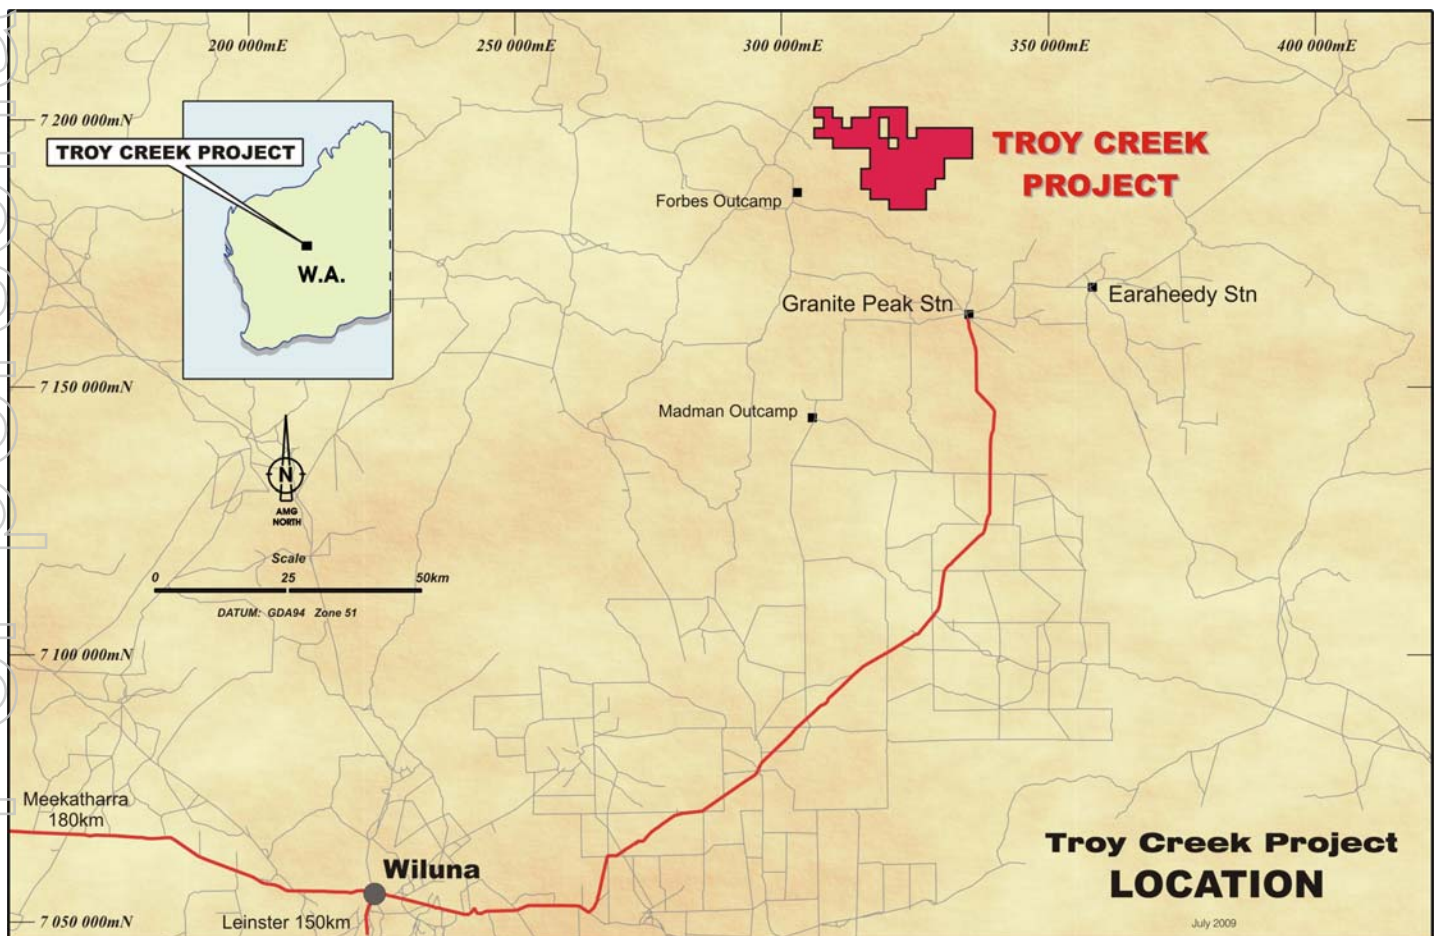 200 000mE
250 000mE
300 000mE
350 000mE
400 000mE
7 200 000mN
TROY CREEK PROJECT
W.A.
TROY CREEK
PROJECT
Forbes Outcamp
Granite Peak Stn
Earaheedy Stn
7 150 000mN
Madman Outcamp
N
AMG
NORTH
Scale
0
25
50km
DATUM: GDA94 Zone 51
7 100 000mN
Meekatharra
180km
Wiluna
Leinster 150km
7 050 000mN
Troy Creek Project
LOCATION
July 2009